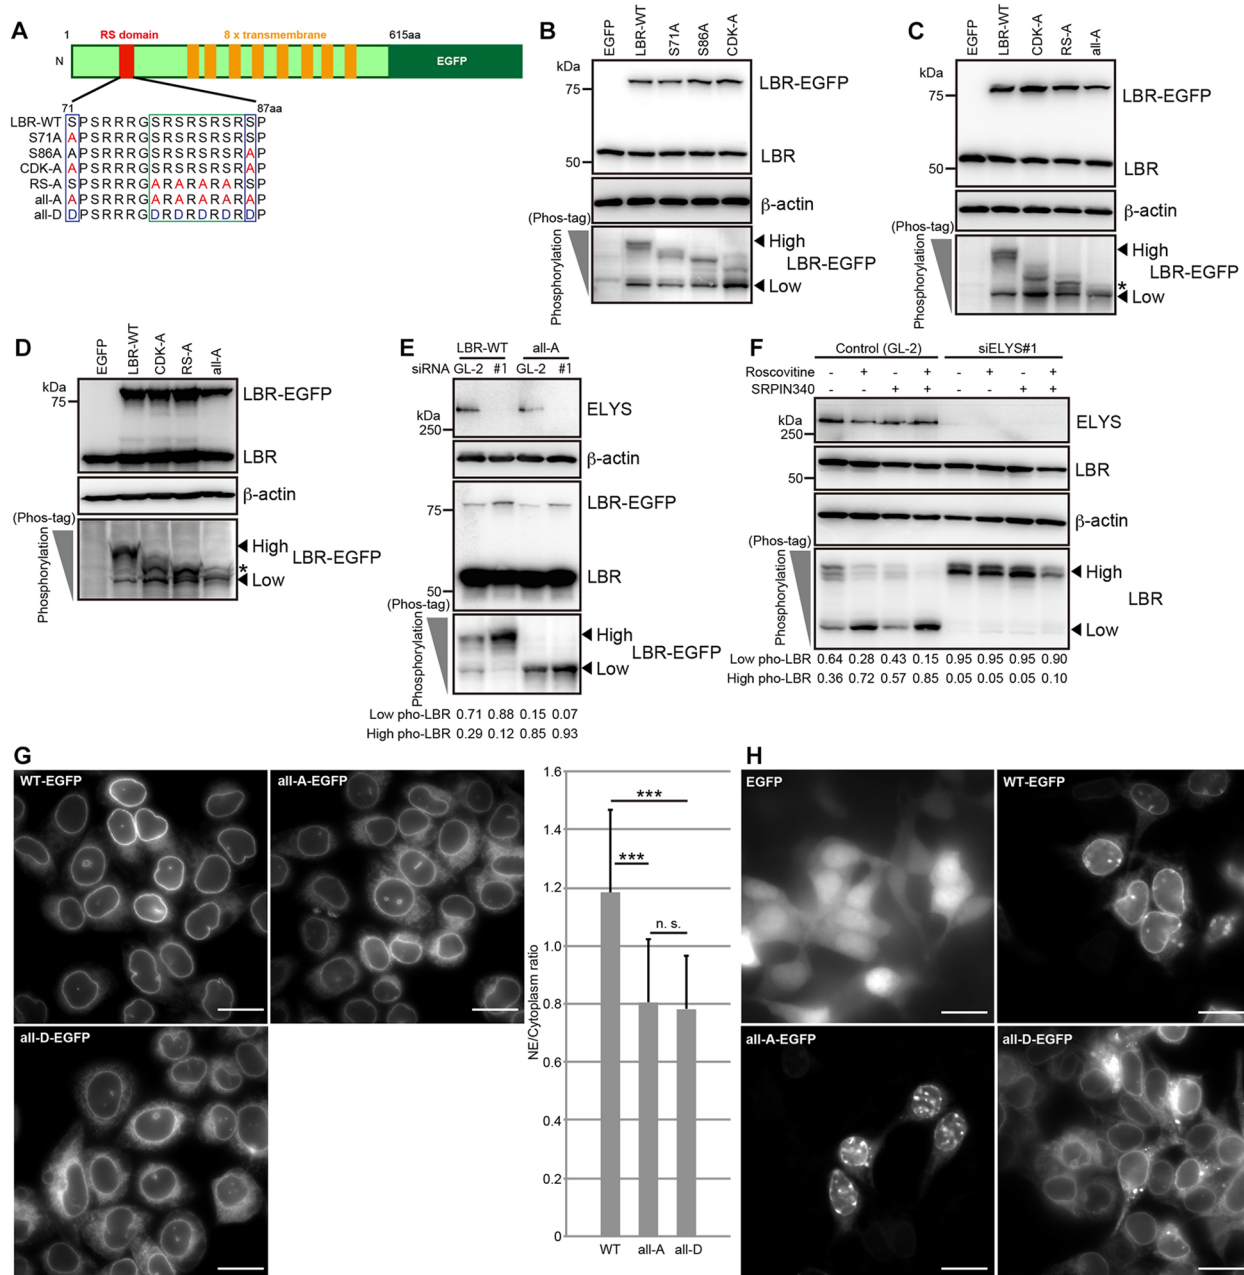 A
1
RS domain
8 x transmembrane
615aa
N
EGFP
71
87aa
LBR-WT SPSRRRGSRSRSRSRSP
S71A APSRRRGSRSRSRSRSP
S86A APSRRRGSRSRSRSRAP
CDK-A APSRRRGSRSRSRSRAP
RS-A SPSRRRGARARARARSP
all-A APSRRRGARARARARAP
all-D DPSRRRGDRDRDRDRDP
B
EGFP
LBR-WT
S71A
S86A
CDK-A
kDa
75
50
LBR-EGFP
LBR
β-actin
(Phos-tag)
Phosphorylation
High
LBR-EGFP
Low
C
EGFP
LBR-WT
CDK-A
RS-A
all-A
kDa
75
50
LBR-EGFP
LBR
β-actin
(Phos-tag)
Phosphorylation
High
LBR-EGFP
*
Low
D
EGFP
LBR-WT
CDK-A
RS-A
all-A
kDa
75
LBR-EGFP
LBR
β-actin
(Phos-tag)
Phosphorylation
High
LBR-EGFP
*
Low
E
LBR-WT all-A
siRNA GL-2 #1 GL-2 #1
kDa
250
ELYS
β-actin
75
LBR-EGFP
50
LBR
(Phos-tag)
Phosphorylation
High
LBR-EGFP
Low
Low pho-LBR 0.71 0.88 0.15 0.07
High pho-LBR 0.29 0.12 0.85 0.93
F
Control (GL-2) siELYS#1
Roscovitine - + - + - + - +
SRPIN340 - - + + - - + +
kDa
250
ELYS
50
LBR
β-actin
(Phos-tag)
Phosphorylation
High
LBR
Low
Low pho-LBR 0.64 0.28 0.43 0.15 0.95 0.95 0.95 0.90
High pho-LBR 0.36 0.72 0.57 0.85 0.05 0.05 0.05 0.10
G
WT-EGFP
all-A-EGFP
all-D-EGFP
NE/Cytoplasm ratio
1.6
1.4
1.2
1.0
0.8
0.6
0.4
0.2
0
***
***
n. s.
WT all-A all-D
H
EGFP
WT-EGFP
all-A-EGFP
all-D-EGFP